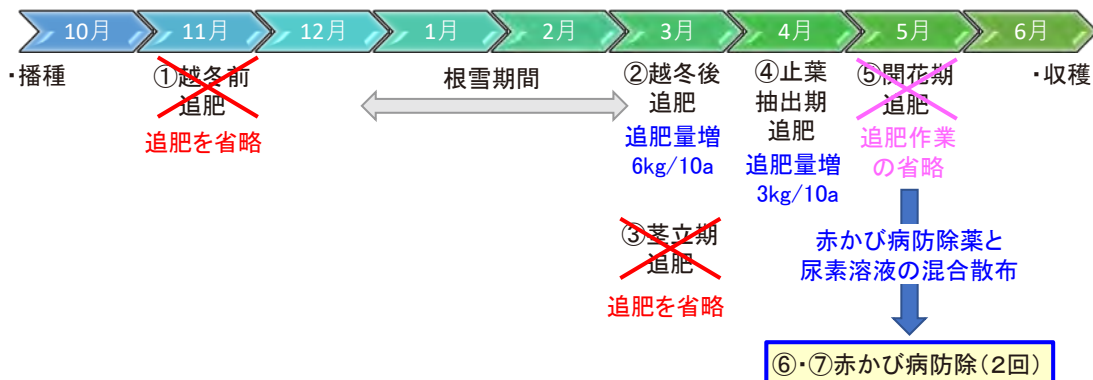 10月 11月 12月 1月 2月 3月 4月 5月 6月
・播種
①越冬前
追肥
追肥を省略
根雪期間
②越冬後
追肥
追肥量増
6kg/10a
③茎立期
追肥
追肥を省略
④止葉
抽出期
追肥
追肥量増
3kg/10a
⑤開花期
追肥
追肥作業
の省略
・収穫
赤かび病防除薬と
尿素溶液の混合散布
⑥・⑦赤かび病防除(2回)